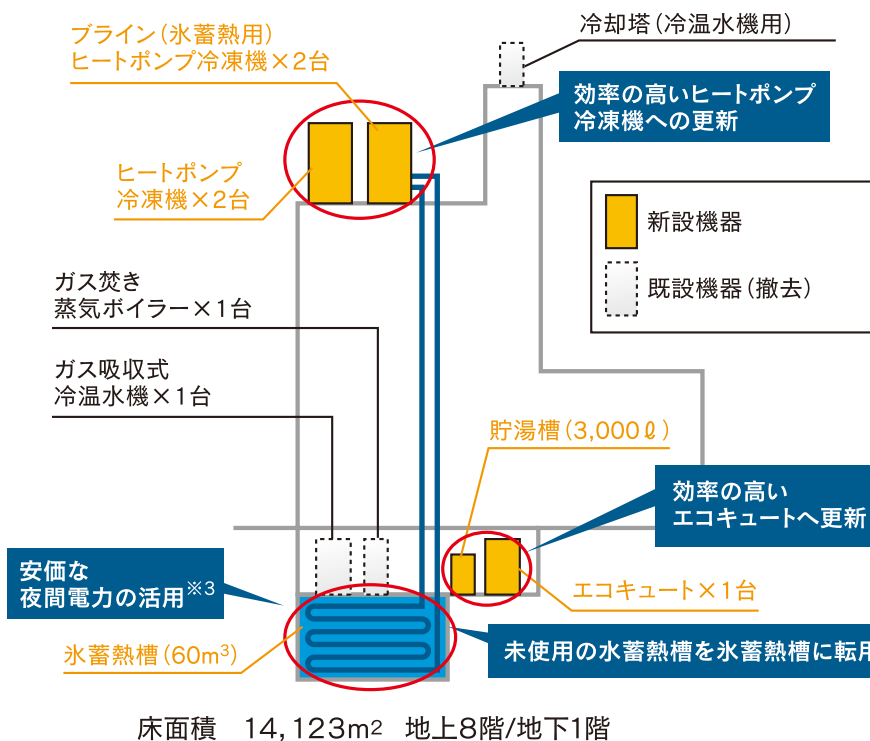 冷却塔（冷温水機用）
ブライン（氷蓄熱用）
ヒートポンプ冷凍機×2台
効率の高いヒートポンプ
冷凍機への更新
ヒートポンプ
冷凍機×2台
新設機器
既設機器（撤去）
ガス焚き
蒸気ボイラー×1台
ガス吸収式
冷温水機×1台
貯湯槽（3,000ℓ）
効率の高い
エコキュートへ更新
安価な
夜間電力の活用※3
エコキュート×1台
氷蓄熱槽（60m³）
未使用の水蓄熱槽を氷蓄熱槽に転用
床面積　14,123m2　地上8階/地下1階